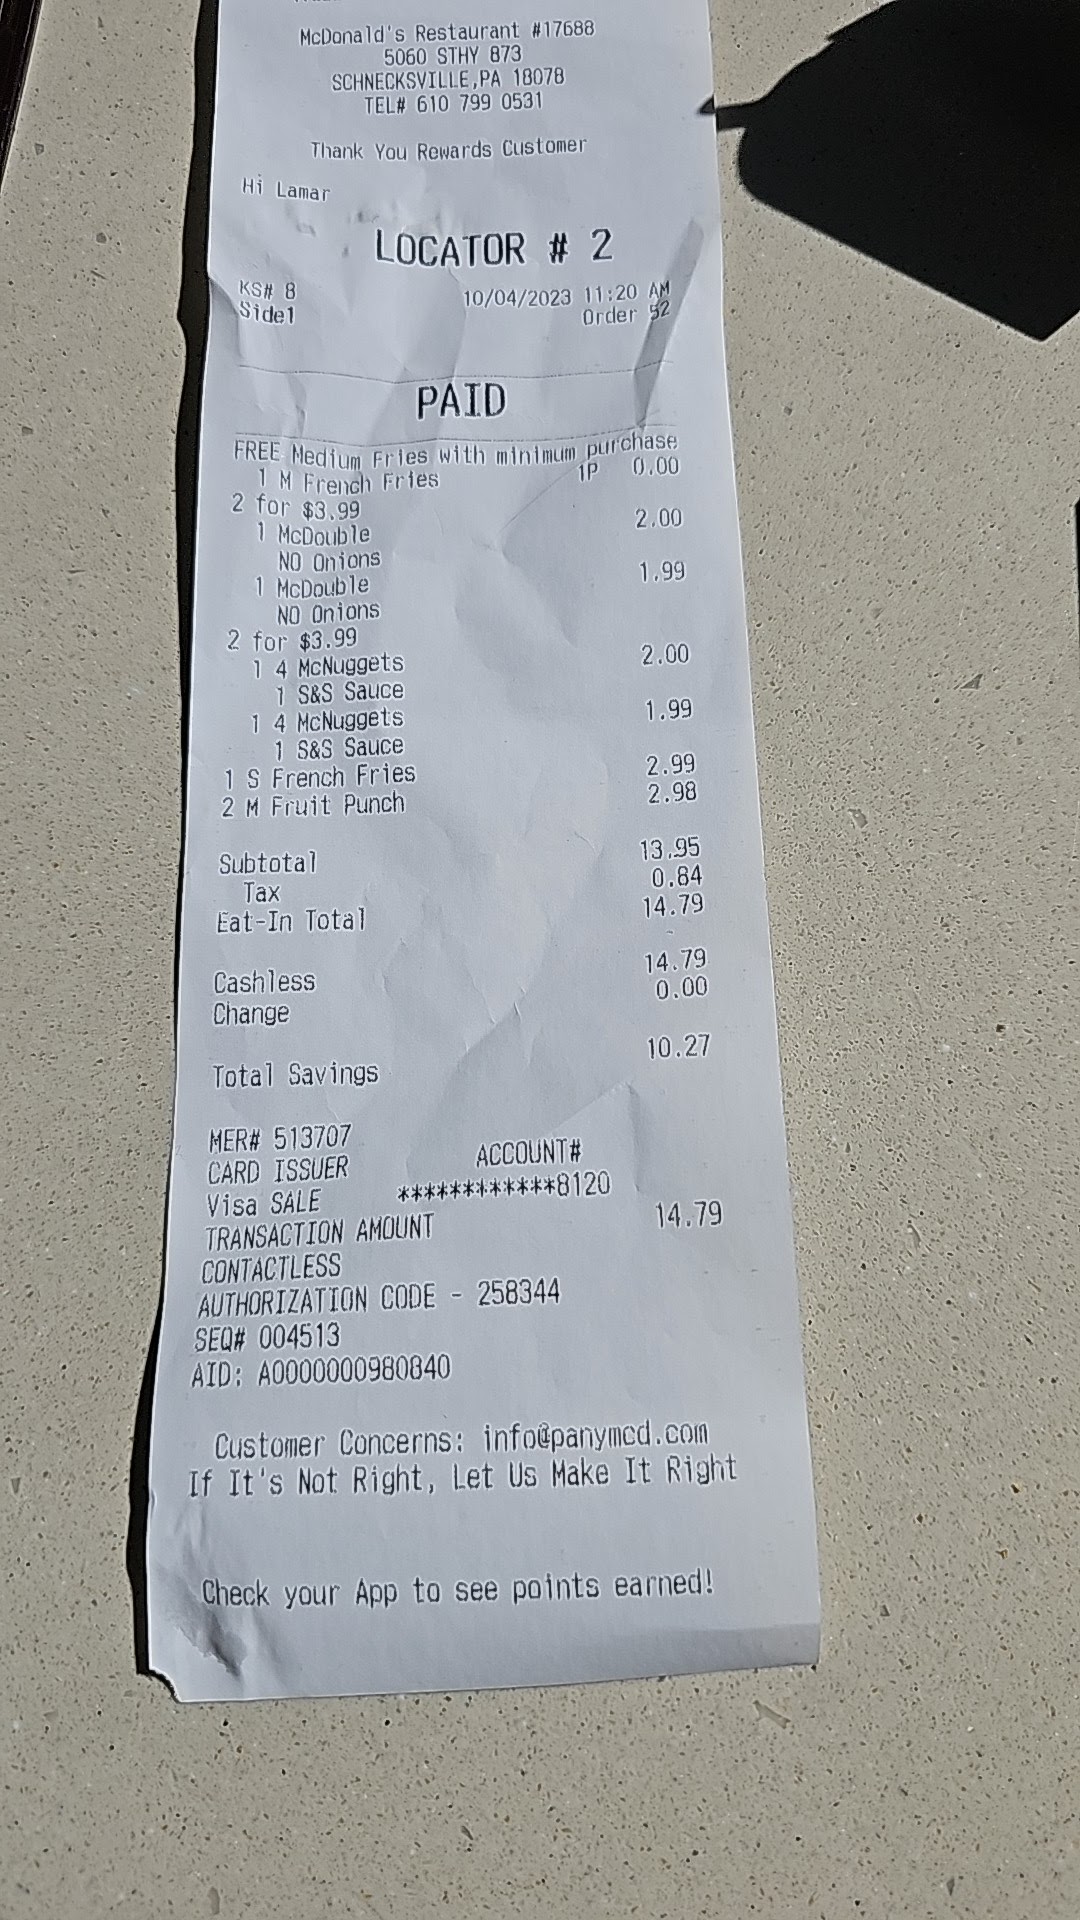 McDonald's Restaurant #17688
5060 STHY 873
SCHNECKSVILLE,PA 18078
TEL# 610 799 0531
Thank You Rewards Customer
Hi Lamar
LOCATOR # 2
KS# 8 10/04/2023 11:20 AM
Side1 Order 52
PAID
FREE Medium Fries with minimum purchase
1 M French Fries 1P 0.00
2 for $3.99
1 McDouble 2.00
NO Onions
1 McDouble 1.99
NO Onions
2 for $3.99
1 4 McNuggets 2.00
1 S&S Sauce
1 4 McNuggets 1.99
1 S&S Sauce
1 S French Fries 2.99
2 M Fruit Punch 2.98
Subtotal 13.95
Tax 0.84
Eat-In Total 14.79
Cashless 14.79
Change 0.00
Total Savings 10.27
MER# 513707
CARD ISSUER ACCOUNT#
Visa SALE ************8120
TRANSACTION AMOUNT 14.79
CONTACTLESS
AUTHORIZATION CODE - 258344
SEQ# 004513
AID: A0000000980840
Customer Concerns: info@panymcd.com
If It's Not Right, Let Us Make It Right
Check your App to see points earned!